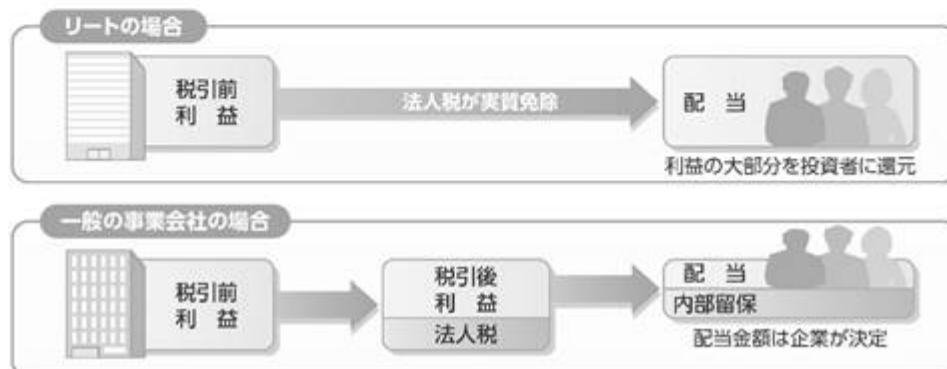 リートの場合
税引前
利 益
法人税が実質免除
配 当
利益の大部分を投資者に還元
一般の事業会社の場合
税引前
利 益
税引後
利 益
法人税
配 当
内部留保
配当金額は企業が決定